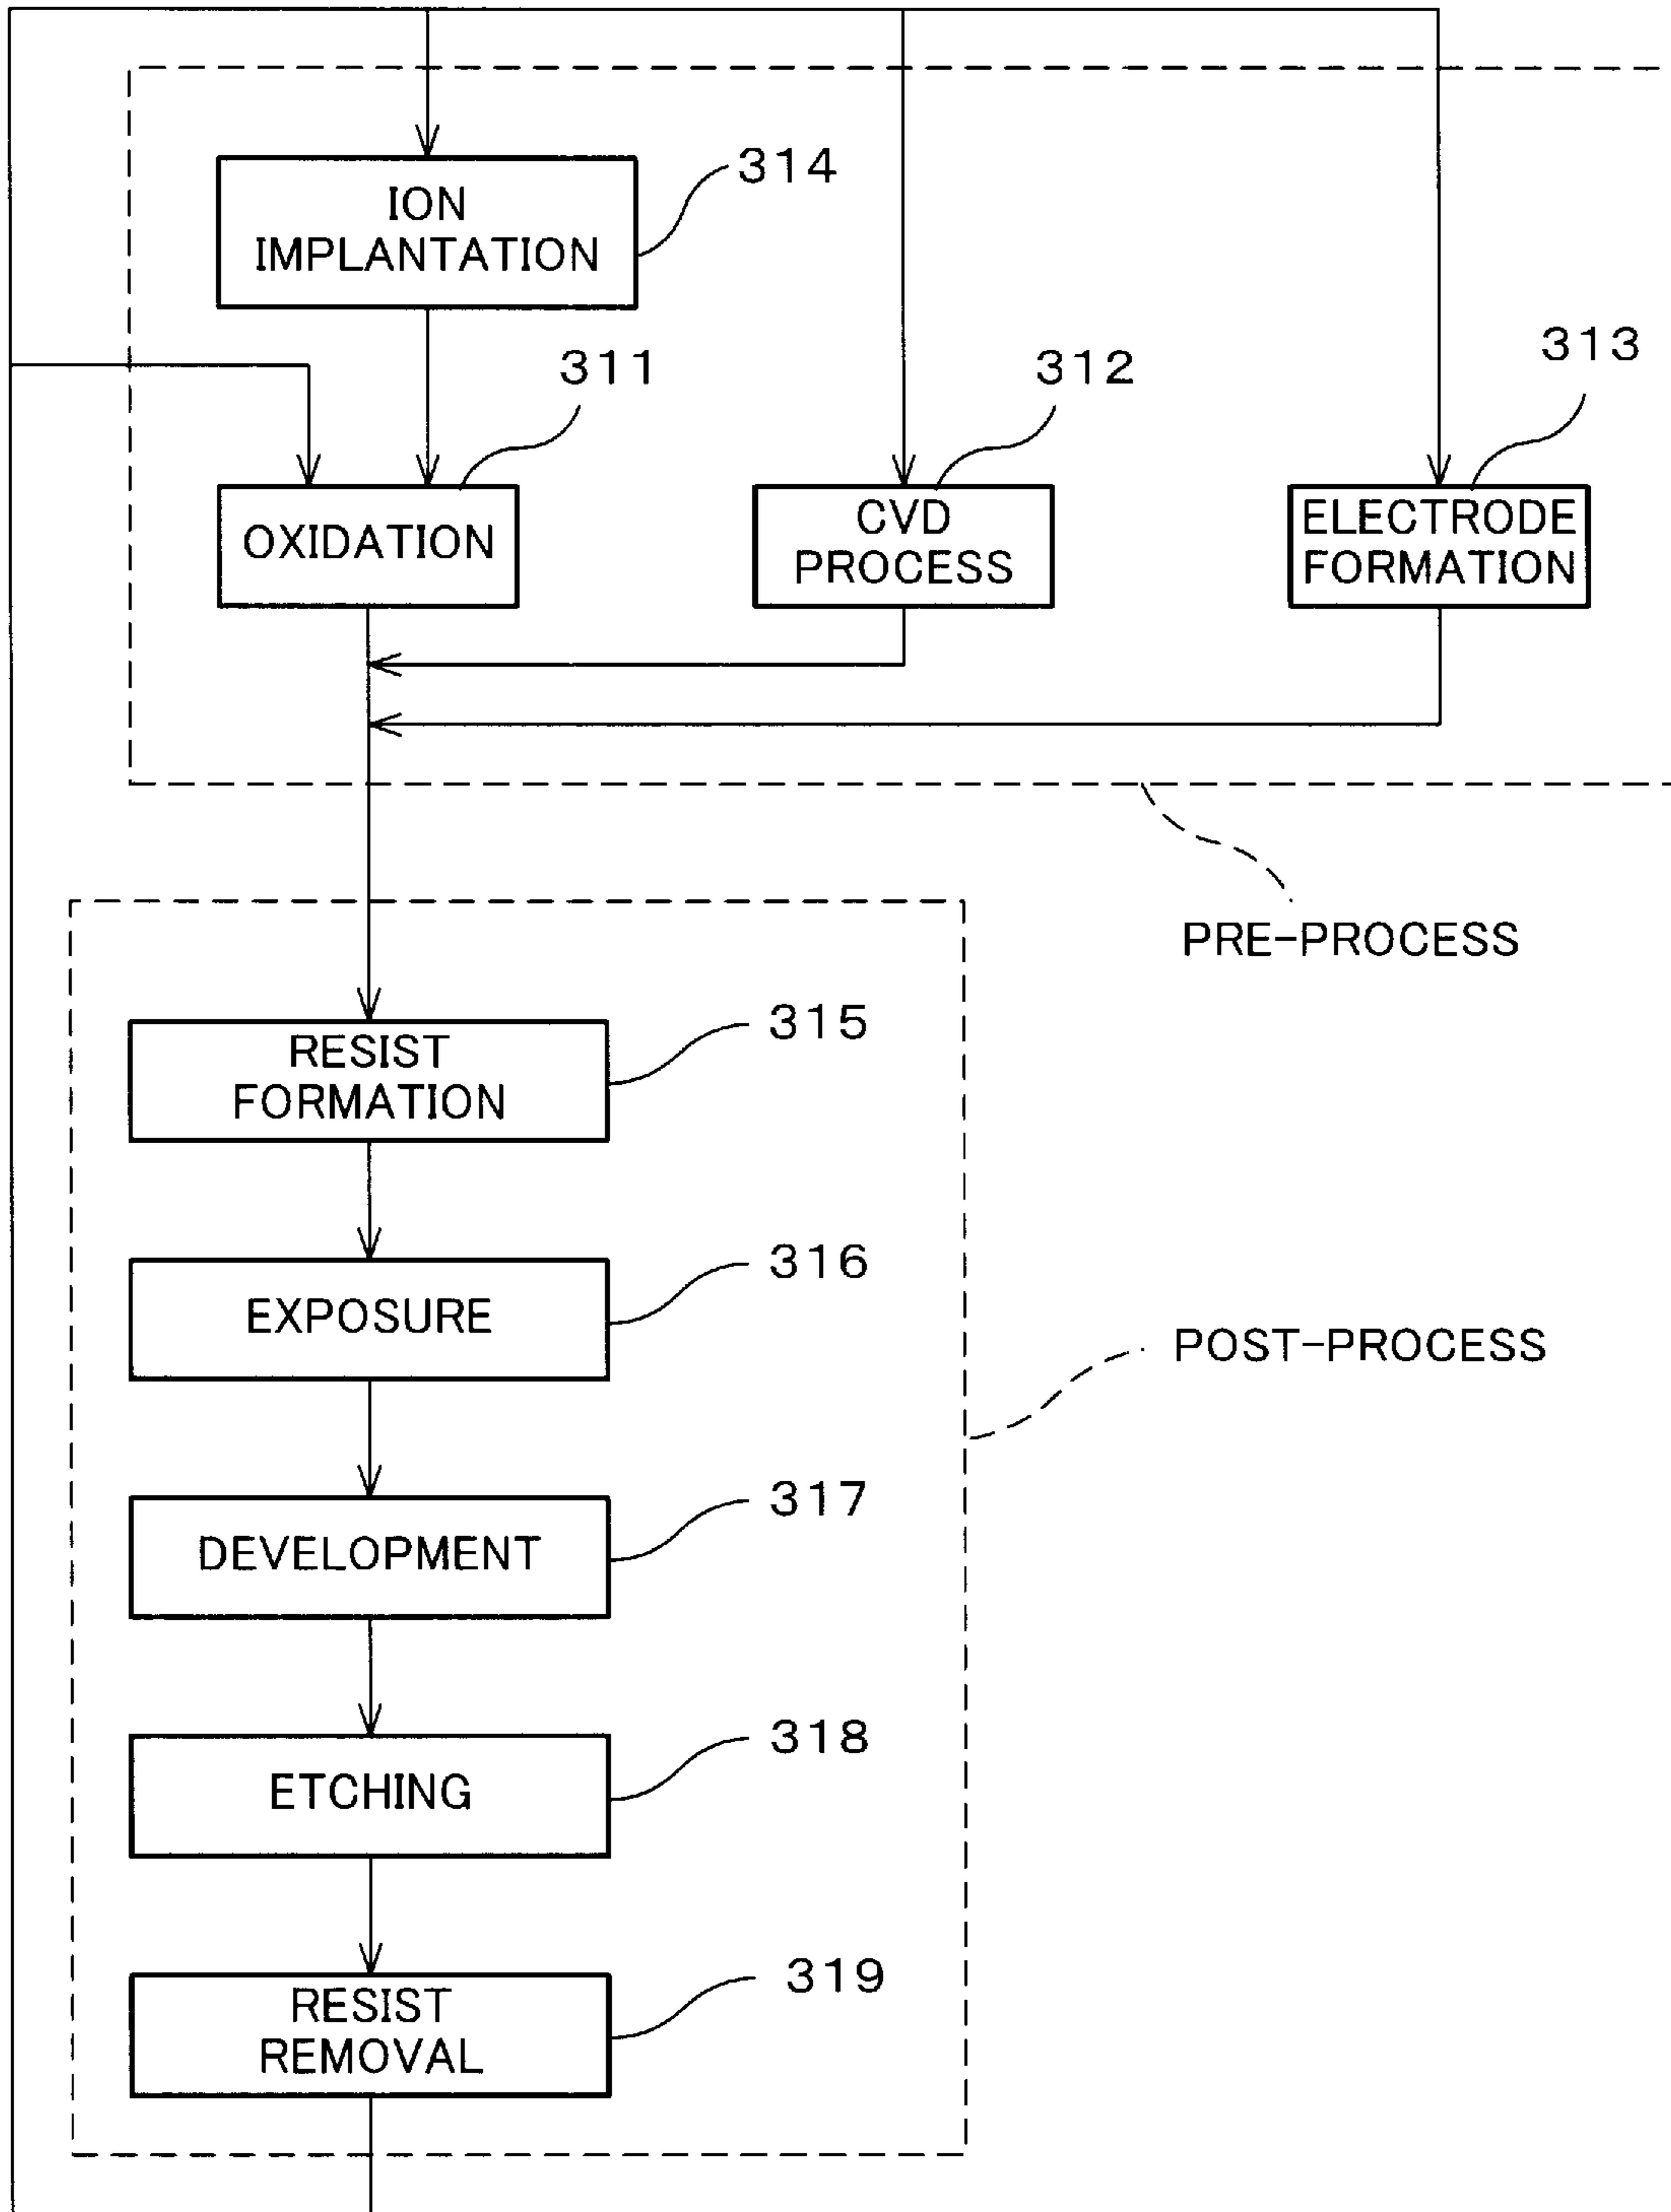 314
ION
IMPLANTATION
311
312
313
OXIDATION
CVD
PROCESS
ELECTRODE
FORMATION
PRE-PROCESS
315
RESIST
FORMATION
316
EXPOSURE
POST-PROCESS
317
DEVELOPMENT
318
ETCHING
319
RESIST
REMOVAL